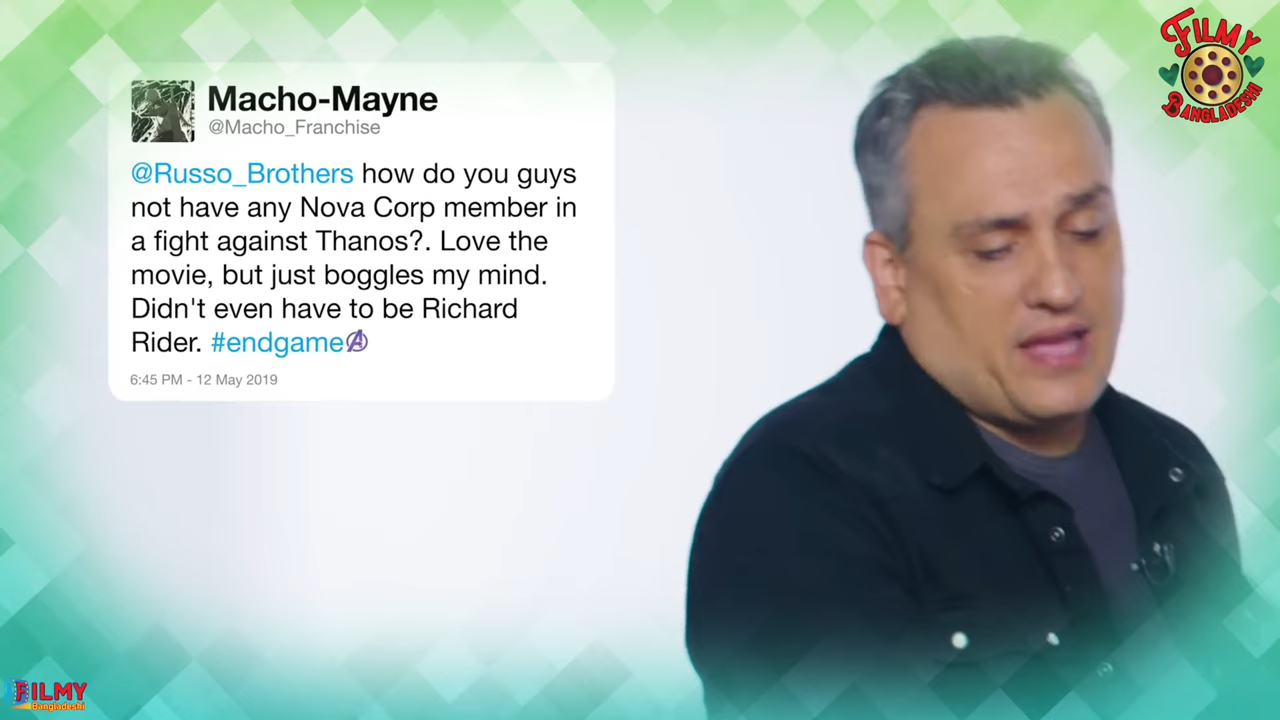 Macho-Mayne
@Macho_Franchise
@Russo_Brothers how do you guys
not have any Nova Corp member in
a fight against Thanos?. Love the
movie, but just boggles my mind.
Didn't even have to be Richard
Rider. #endgame
6:45 PM - 12 May 2019
FILMY
BANGLADESHI
FILMY
Bangladeshi